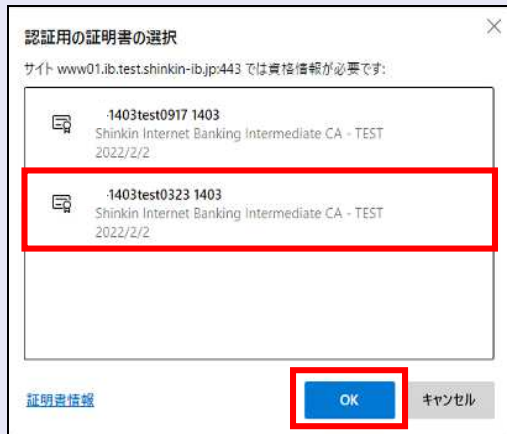 認証用の証明書の選択
サイト www01.ib.test.shinkin-ib.jp:443 では資格情報が必要です:
-1403test0917 1403
Shinkin Internet Banking Intermediate CA - TEST
2022/2/2
-1403test0323 1403
Shinkin Internet Banking Intermediate CA - TEST
2022/2/2
証明書情報
OK
キャンセル